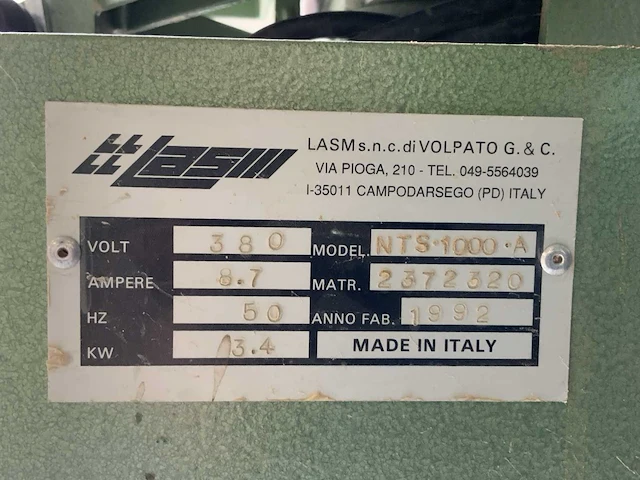 LASM
LASM s.n.c. di VOLPATO G. & C.
VIA PIOGA, 210 - TEL. 049-5564039
I-35011 CAMPODARSEGO (PD) ITALY
VOLT 380 MODEL. NTS·1000·A
AMPERE 8.7 MATR. 2372320
HZ 50 ANNO FAB. 1992
KW 3.4 MADE IN ITALY